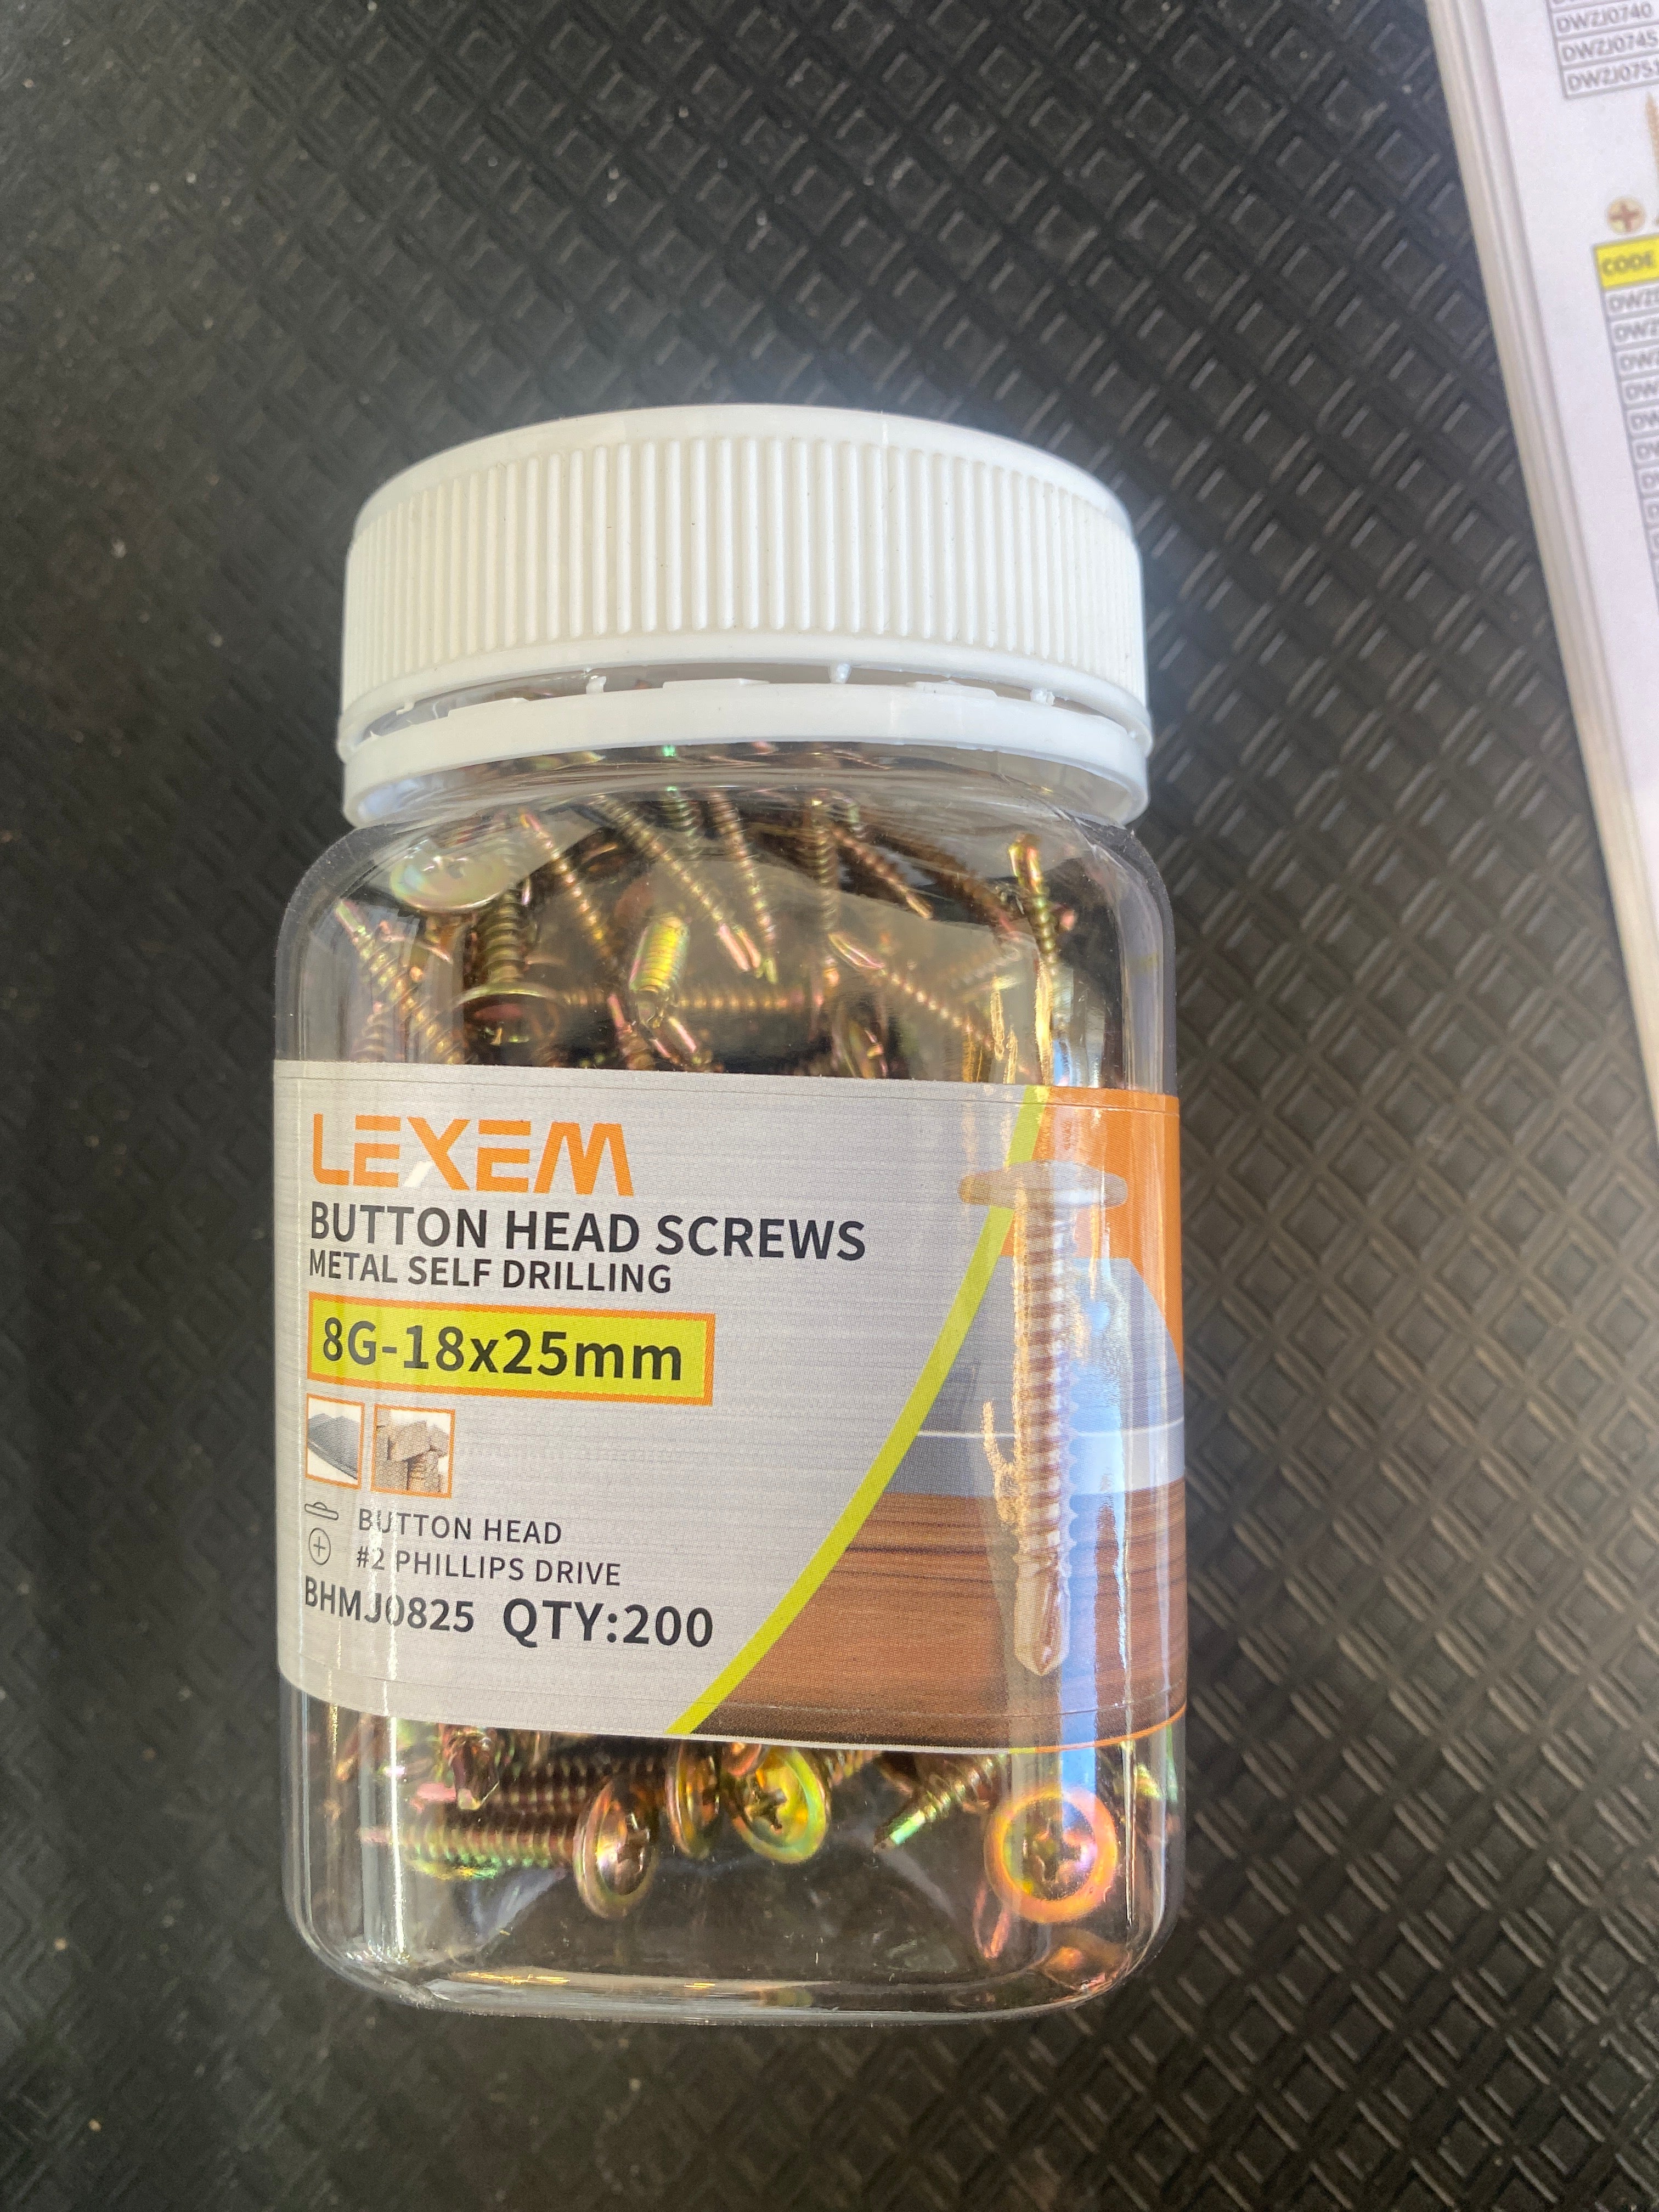 LEXEM
BUTTON HEAD SCREWS
METAL SELF DRILLING
8G-18x25mm
BUTTON HEAD
#2 PHILLIPS DRIVE
BHMJ0825 QTY:200
DWZJ0740
DWZJ0745
CODE